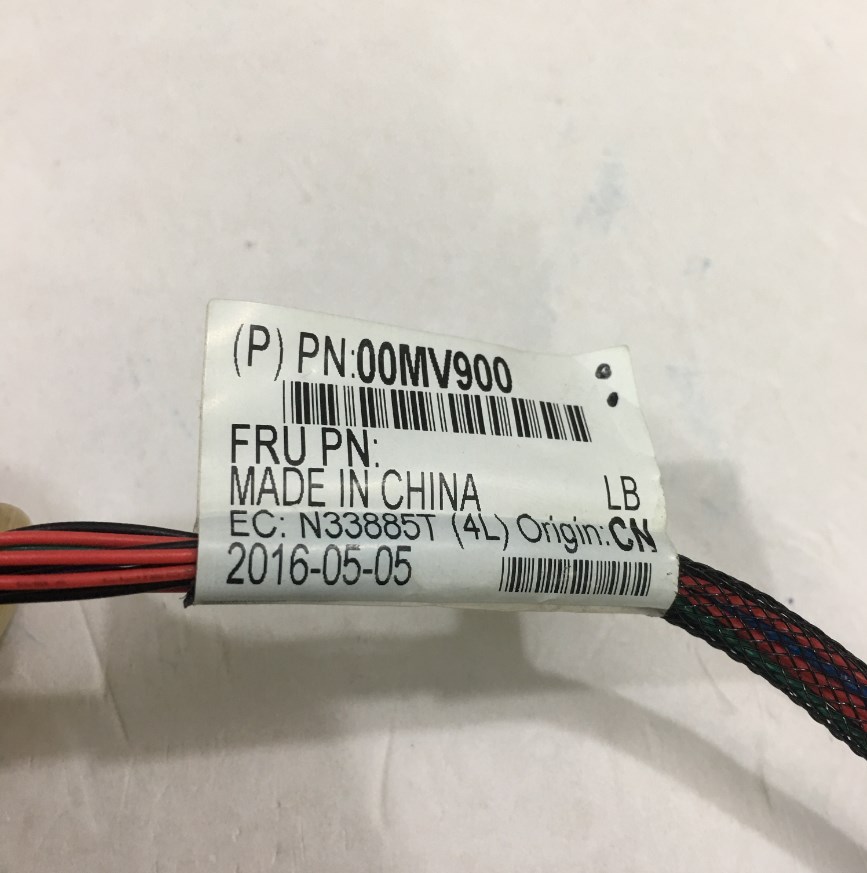 (P) PN:00MV900
FRU PN:
MADE IN CHINA LB
EC: N33885T (4L) Origin:CN
2016-05-05